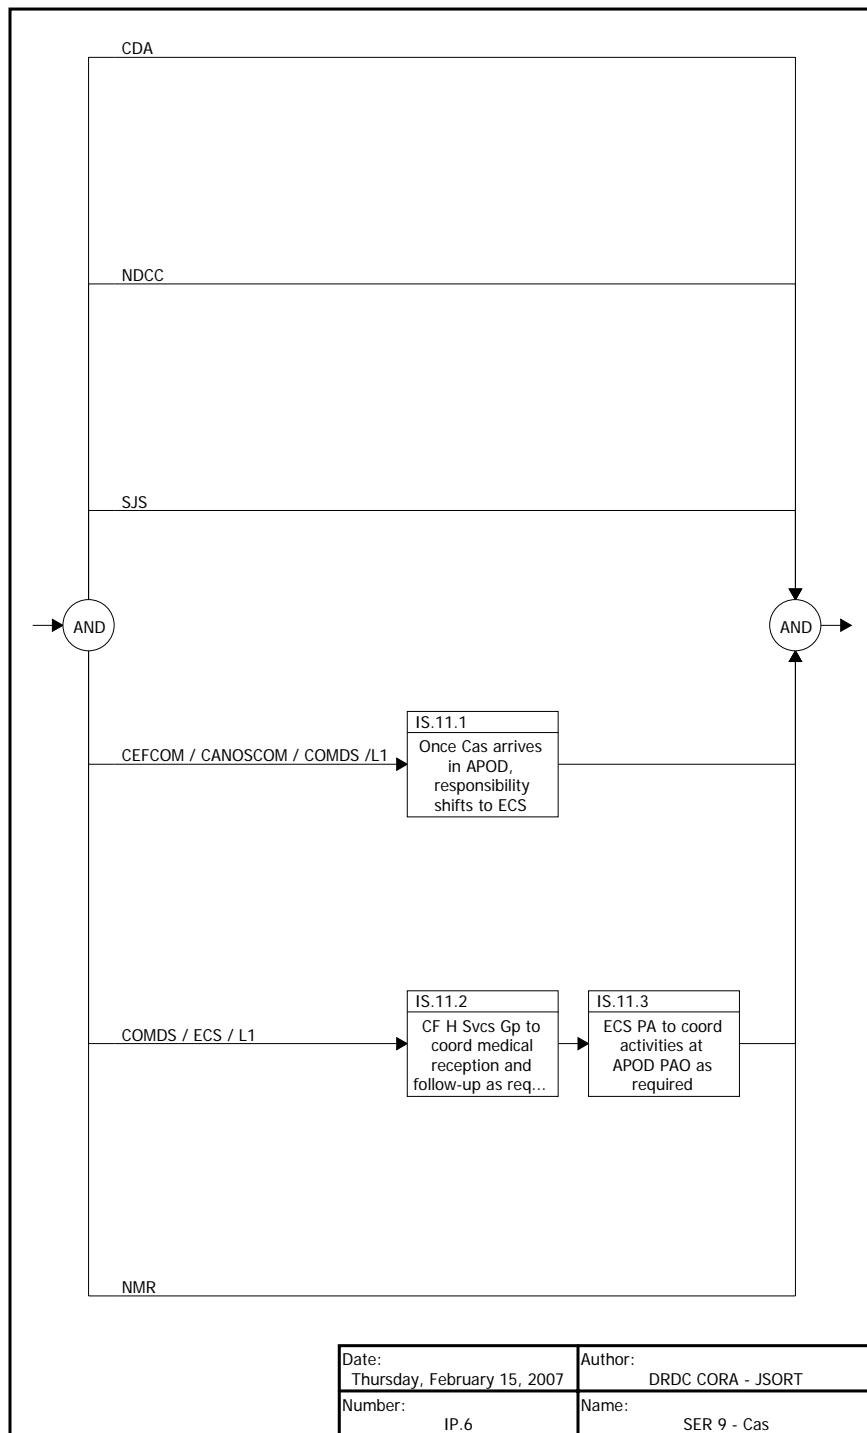 CDA
NDCC
SJS
AND
AND
CEFCOM / CANOSCOM / COMDS /L1
IS.11.1
Once Cas arrives
in APOD,
responsibility
shifts to ECS
COMDS / ECS / L1
IS.11.2
CF H Svcs Gp to
coord medical
reception and
follow-up as req...
IS.11.3
ECS PA to coord
activities at
APOD PAO as
required
NMR
Date:
Thursday, February 15, 2007
Author:
DRDC CORA - JSORT
Number:
IP.6
Name:
SER 9 - Cas